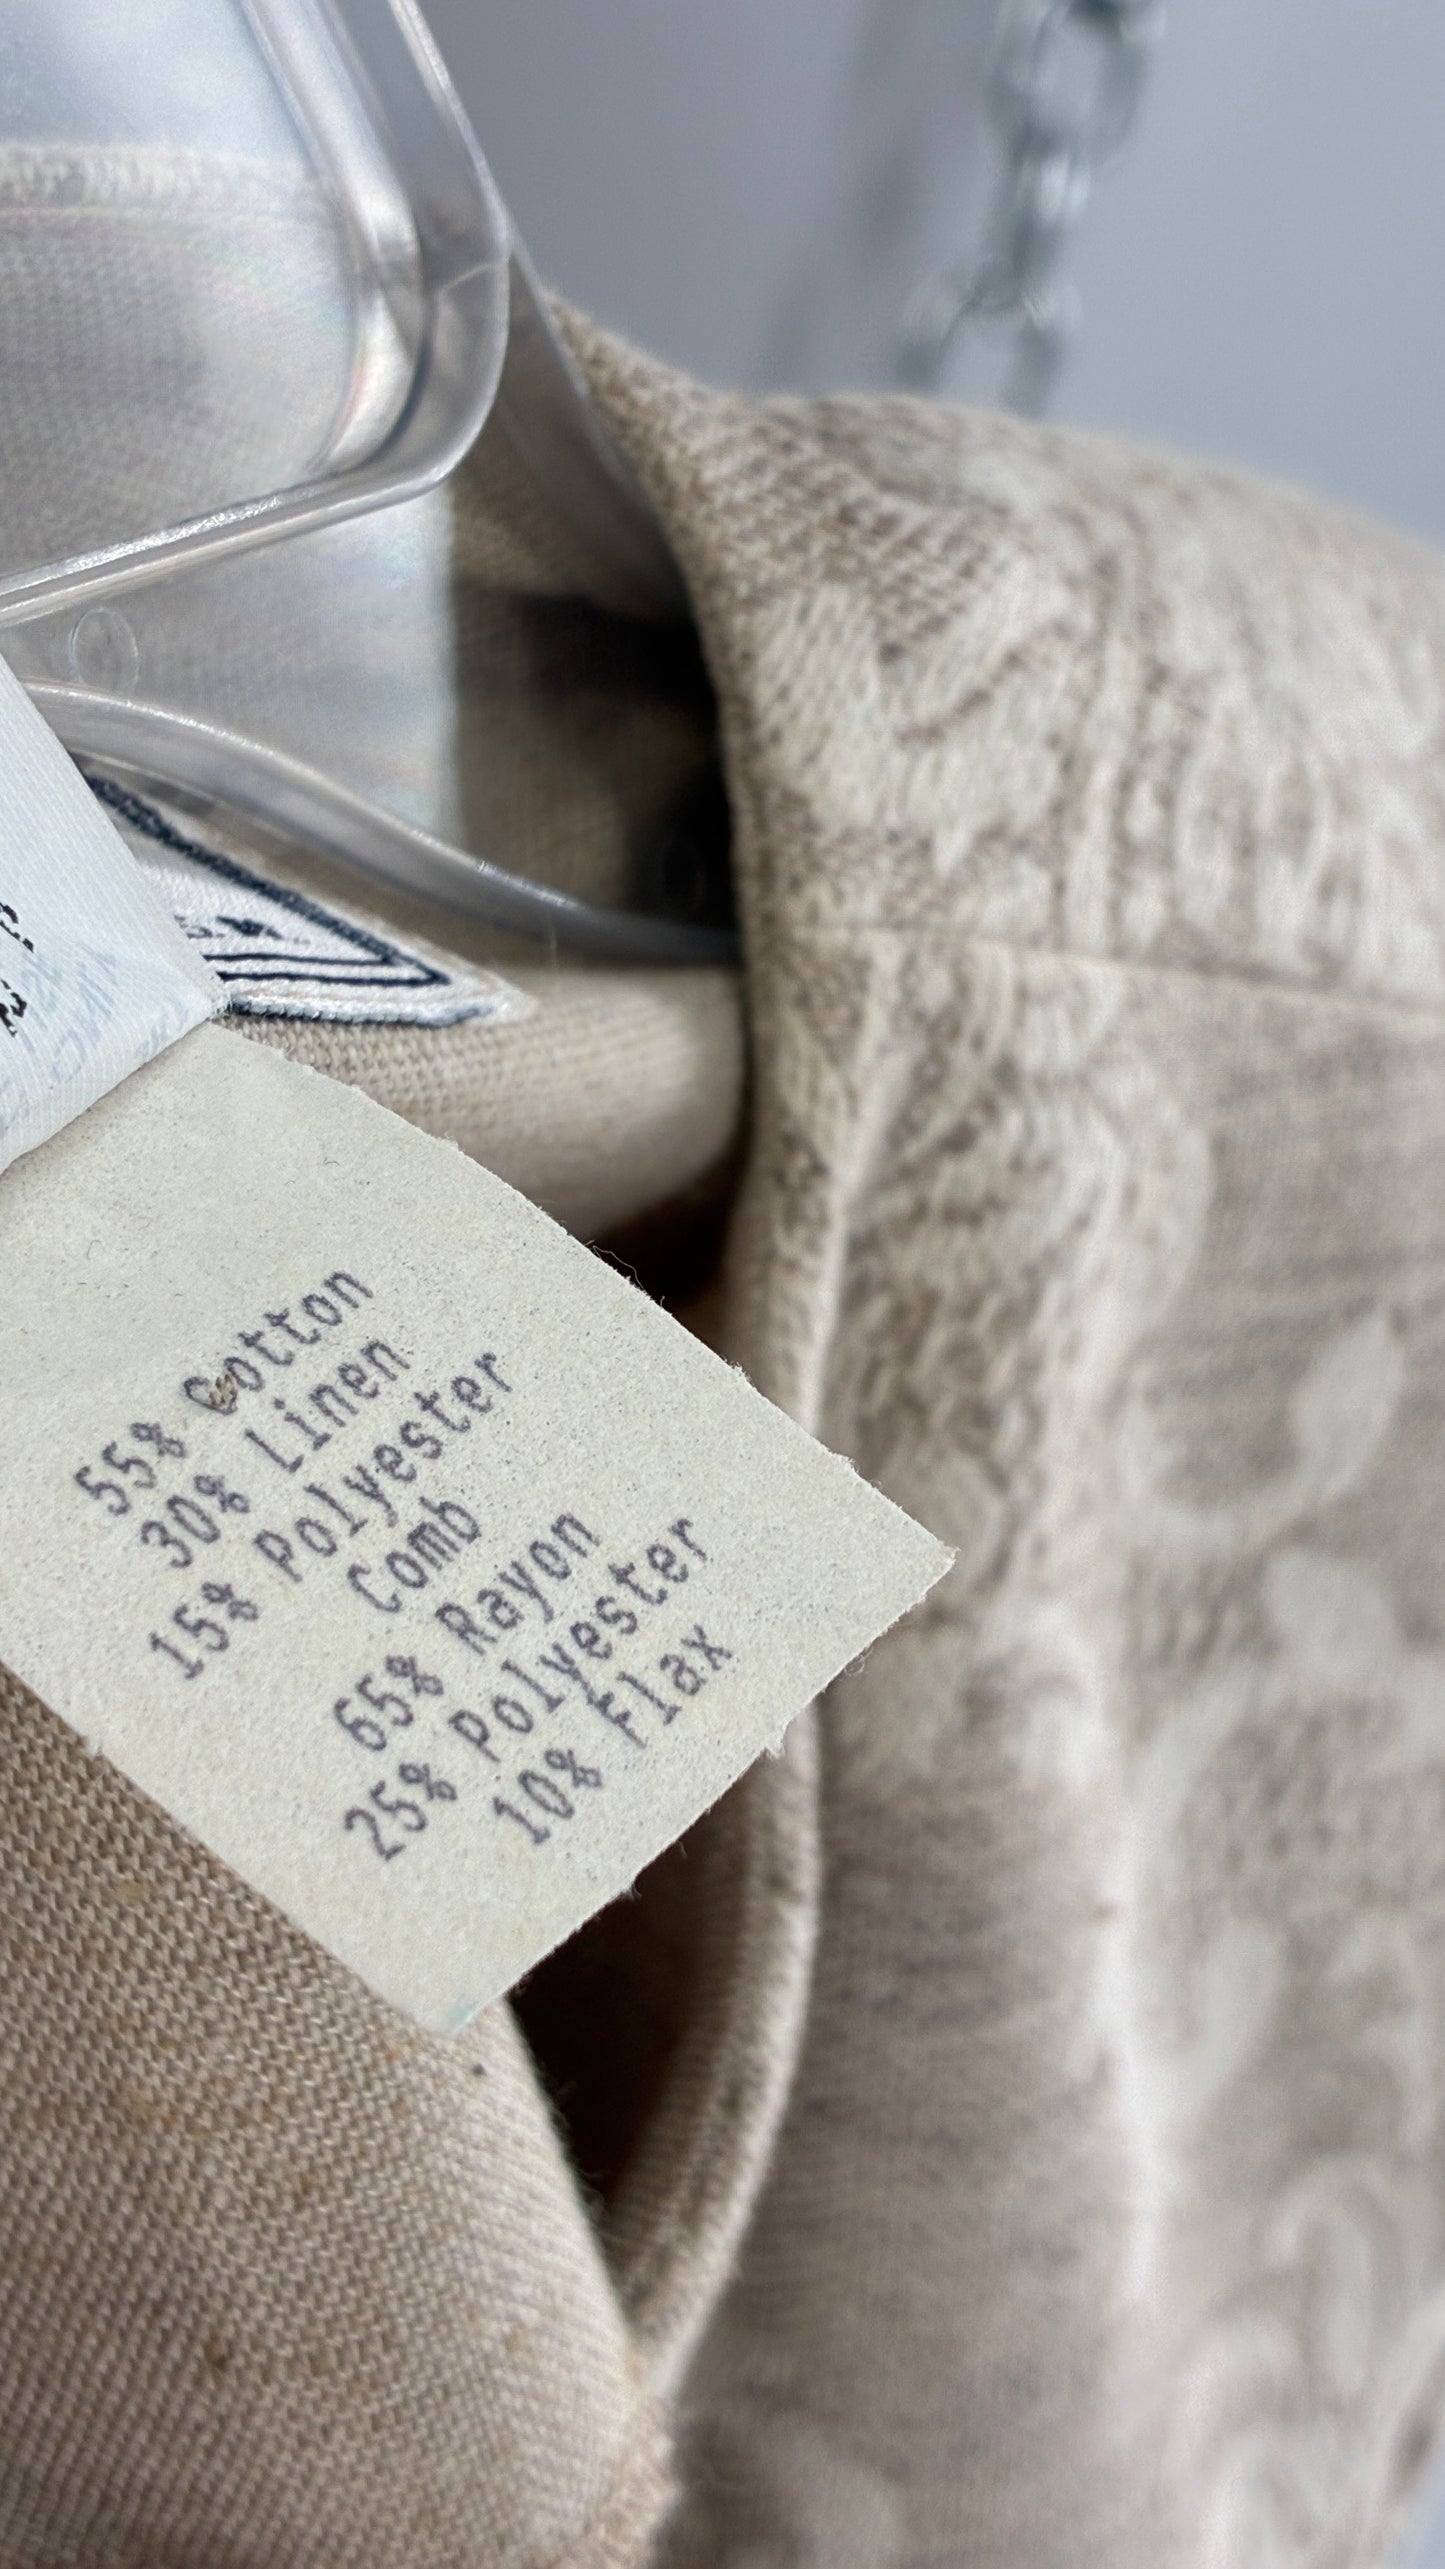 55% Cotton
30% Linen
15% Polyester
Comb
65% Rayon
25% Polyester
10% Flax